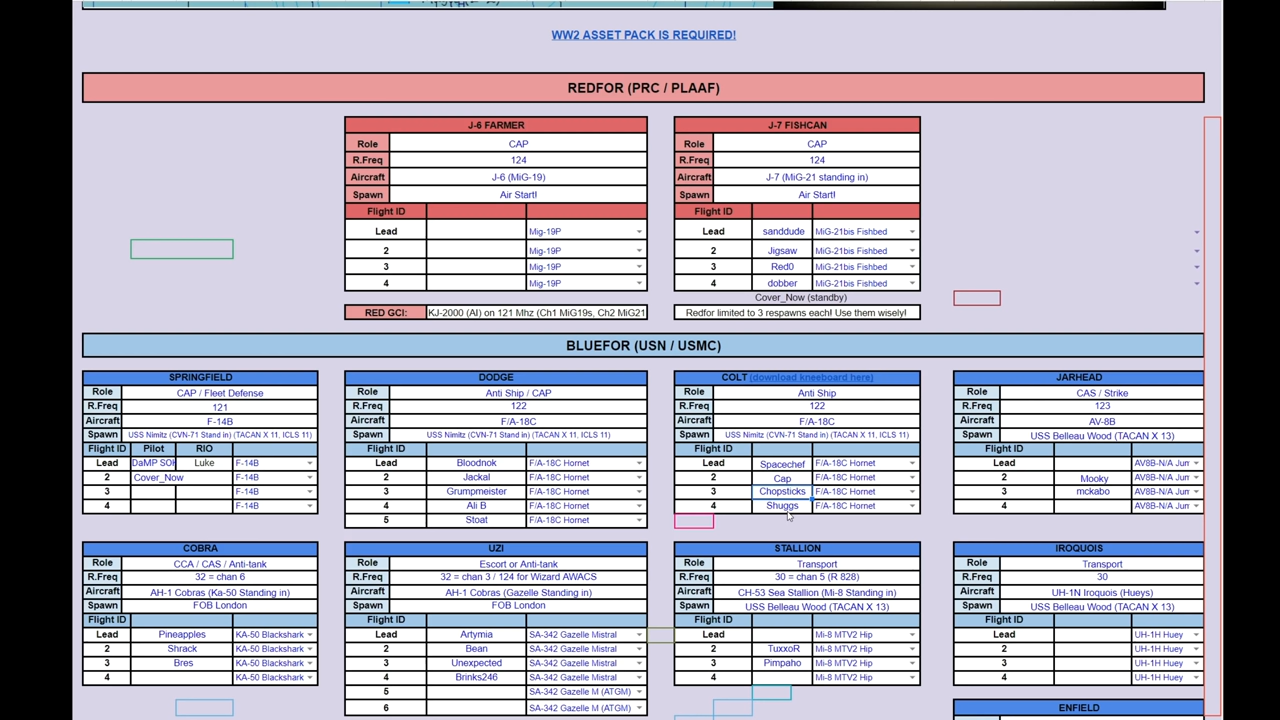 WW2 ASSET PACK IS REQUIRED!
REDFOR (PRC / PLAAF)
J-6 FARMER
Role CAP
R.Freq 124
Aircraft J-6 (MiG-19)
Spawn Air Start!
Flight ID
Lead Mig-19P
2 Mig-19P
3 Mig-19P
4 Mig-19P
RED GCI: KJ-2000 (AI) on 121 Mhz (Ch1 MiG19s, Ch2 MiG21
J-7 FISHCAN
Role CAP
R.Freq 124
Aircraft J-7 (MiG-21 standing in)
Spawn Air Start!
Flight ID
Lead sanddude MiG-21bis Fishbed
2 Jigsaw MiG-21bis Fishbed
3 Red0 MiG-21bis Fishbed
4 dobber MiG-21bis Fishbed
Cover_Now (standby)
Redfor limited to 3 respawns each! Use them wisely!
BLUEFOR (USN / USMC)
SPRINGFIELD
Role CAP / Fleet Defense
R.Freq 121
Aircraft F-14B
Spawn USS Nimitz (CVN-71 Stand in) (TACAN X 11, ICLS 11)
Flight ID Pilot RIO
Lead DaMP SO Luke F-14B
2 Cover_Now F-14B
3 F-14B
4 F-14B
DODGE
Role Anti Ship / CAP
R.Freq 122
Aircraft F/A-18C
Spawn USS Nimitz (CVN-71 Stand in) (TACAN X 11, ICLS 11)
Flight ID
Lead Bloodnok F/A-18C Hornet
2 Jackal F/A-18C Hornet
3 Grumpmeister F/A-18C Hornet
4 Ali B F/A-18C Hornet
5 Stoat F/A-18C Hornet
COLT (download kneeboard here)
Role Anti Ship
R.Freq 122
Aircraft F/A-18C
Spawn USS Nimitz (CVN-71 Stand in) (TACAN X 11, ICLS 11)
Flight ID
Lead Spacechef F/A-18C Hornet
2 Cap F/A-18C Hornet
3 Chopsticks F/A-18C Hornet
4 Shuggs F/A-18C Hornet
JARHEAD
Role CAS / Strike
R.Freq 123
Aircraft AV-8B
Spawn USS Belleau Wood (TACAN X 13)
Flight ID
Lead AV8B-N/A Jum
2 Mooky AV8B-N/A Jum
3 mckabo AV8B-N/A Jum
4 AV8B-N/A Jum
COBRA
Role CCA / CAS / Anti-tank
R.Freq 32 = chan 6
Aircraft AH-1 Cobras (Ka-50 Standing in)
Spawn FOB London
Flight ID
Lead Pineapples KA-50 Blackshark
2 Shrack KA-50 Blackshark
3 Bres KA-50 Blackshark
4 KA-50 Blackshark
UZI
Role Escort or Anti-tank
R.Freq 32 = chan 3 / 124 for Wizard AWACS
Aircraft AH-1 Cobras (Gazelle Standing in)
Spawn FOB London
Flight ID
Lead Artymia SA-342 Gazelle Mistral
2 Bean SA-342 Gazelle Mistral
3 Unexpected SA-342 Gazelle Mistral
4 Brinks246 SA-342 Gazelle Mistral
5 SA-342 Gazelle M (ATGM)
6 SA-342 Gazelle M (ATGM)
STALLION
Role Transport
R.Freq 30 = chan 5 (R 828)
Aircraft CH-53 Sea Stallion (Mi-8 Standing in)
Spawn USS Belleau Wood (TACAN X 13)
Flight ID
Lead Mi-8 MTV2 Hip
2 TuxxoR Mi-8 MTV2 Hip
3 Pimpaho Mi-8 MTV2 Hip
4 Mi-8 MTV2 Hip
IROQUOIS
Role Transport
R.Freq 30
Aircraft UH-1N Iroquois (Hueys)
Spawn USS Belleau Wood (TACAN X 13)
Flight ID
Lead UH-1H Huey
2 UH-1H Huey
3 UH-1H Huey
4 UH-1H Huey
ENFIELD